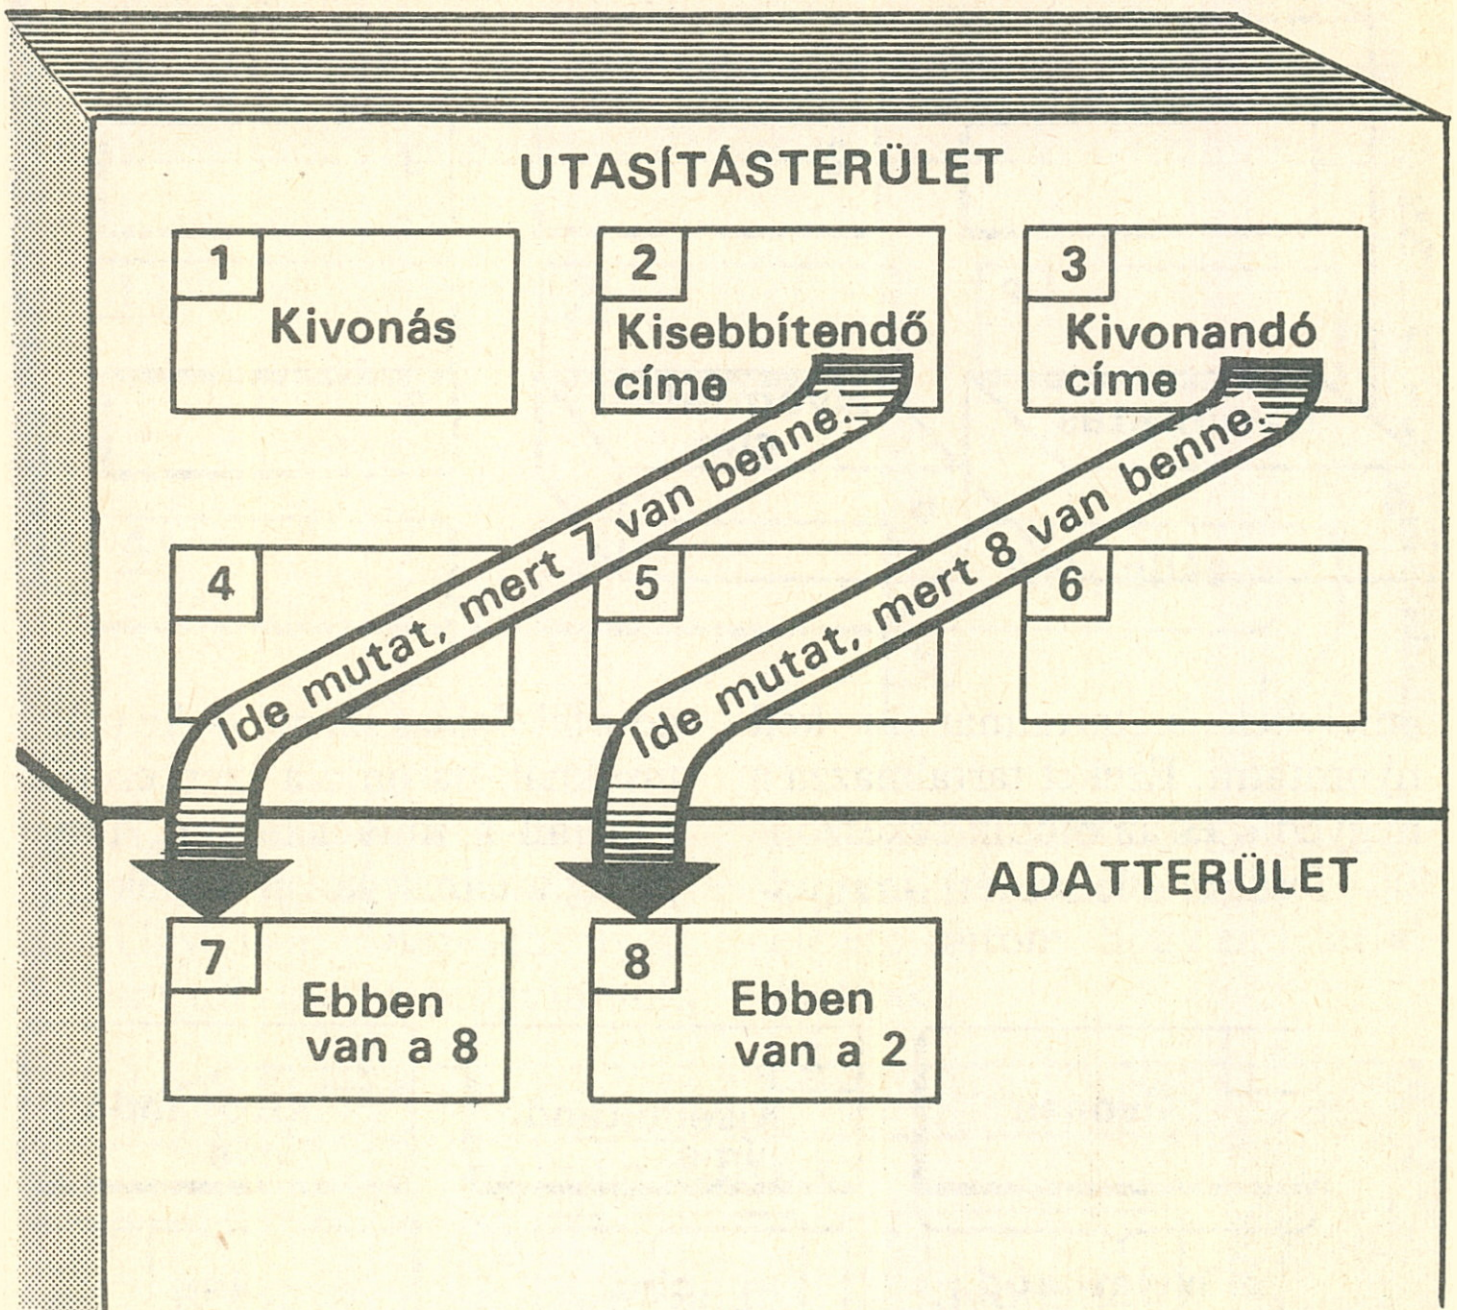 UTASÍTÁSTERÜLET
1
Kivonás
2
Kisebbítendő
címe
3
Kivonandó
címe
Ide mutat, mert 7 van benne.
Ide mutat, mert 8 van benne.
4
5
6
ADATTERÜLET
7
Ebben
van a 8
8
Ebben
van a 2